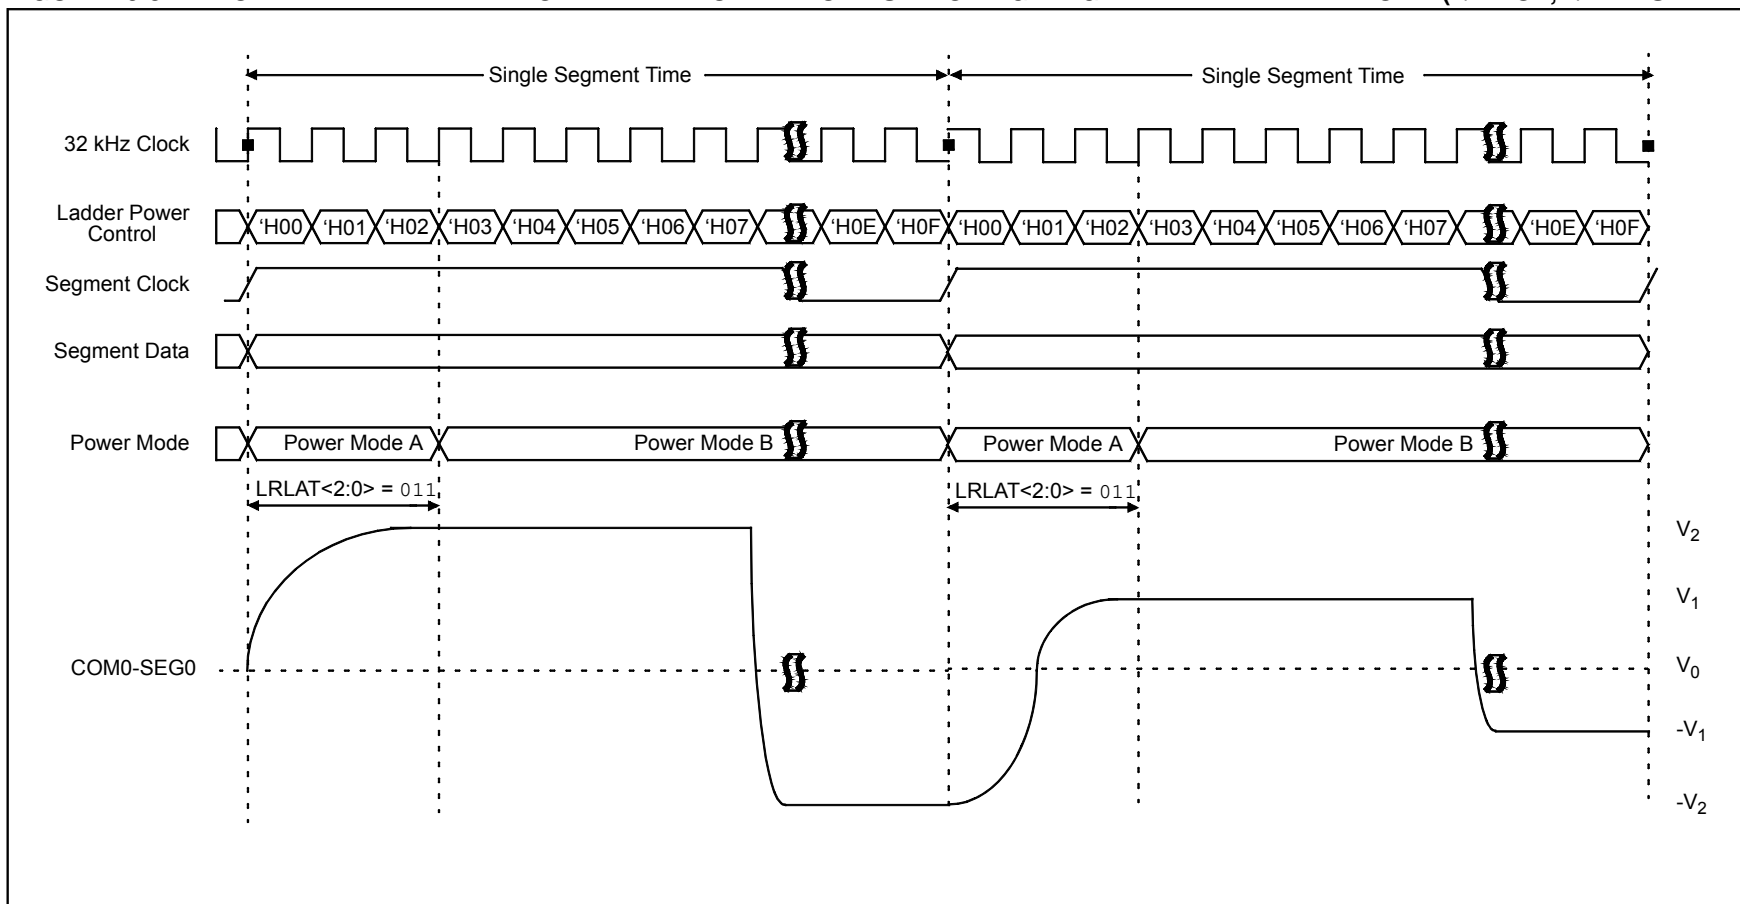 Single Segment Time Single Segment Time
32 kHz Clock
Ladder Power
Control
‘H00 ‘H01 ‘H02 ‘H03 ‘H04 ‘H05 ‘H06 ‘H07 ‘H0E ‘H0F ‘H00 ‘H01 ‘H02 ‘H03 ‘H04 ‘H05 ‘H06 ‘H07 ‘H0E ‘H0F
Segment Clock
Segment Data
Power Mode Power Mode A Power Mode B Power Mode A Power Mode B
LRLAT<2:0> = 011 LRLAT<2:0> = 011
V2
V1
COM0-SEG0 V0
-V1
-V2